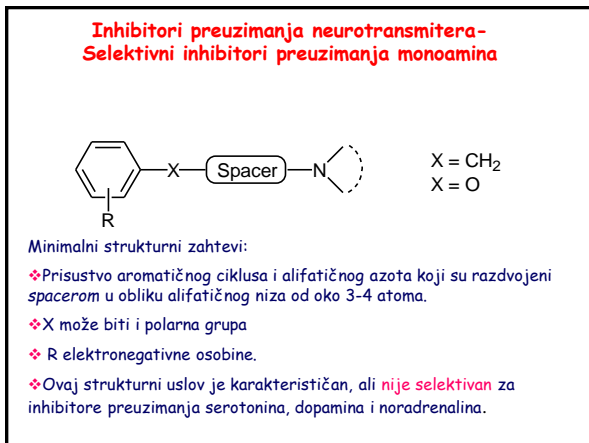 Inhibitori preuzimanja neurotransmitera-
Selektivni inhibitori preuzimanja monoamina
X
Spacer
N
R
X = CH₂
X = O
Minimalni strukturni zahtevi:
❖Prisustvo aromatičnog ciklusa i alifatičnog azota koji su razdvojeni
spacerom u obliku alifatičnog niza od oko 3-4 atoma.
❖X može biti i polarna grupa
❖ R elektronegativne osobine.
❖Ovaj strukturni uslov je karakterističan, ali nije selektivan za
inhibitore preuzimanja serotonina, dopamina i noradrenalina.